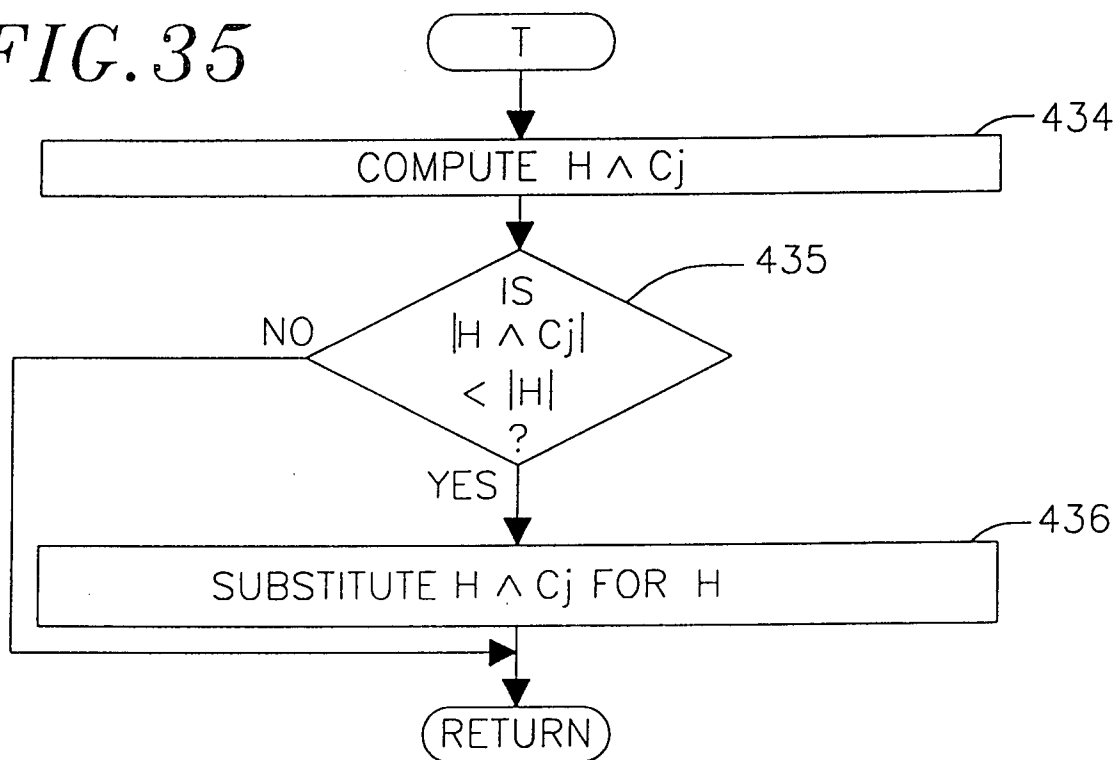 FIG.35
T
434
COMPUTE H ∧ Cj
435
IS
|H ∧ Cj|
< |H|
?
NO
YES
436
SUBSTITUTE H ∧ Cj FOR H
RETURN